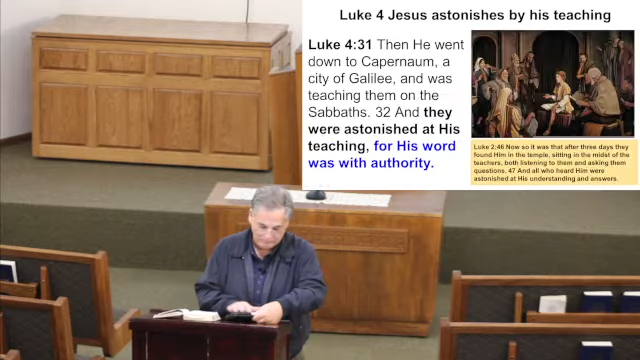 Luke 4 Jesus astonishes by his teaching
Luke 4:31 Then He went
down to Capernaum, a
city of Galilee, and was
teaching them on the
Sabbaths. 32 And they
were astonished at His
teaching, for His word
was with authority.
Luke 2:46 Now so it was that after three days they
found Him in the temple, sitting in the midst of the
teachers, both listening to them and asking them
questions. 47 And all who heard Him were
astonished at His understanding and answers.